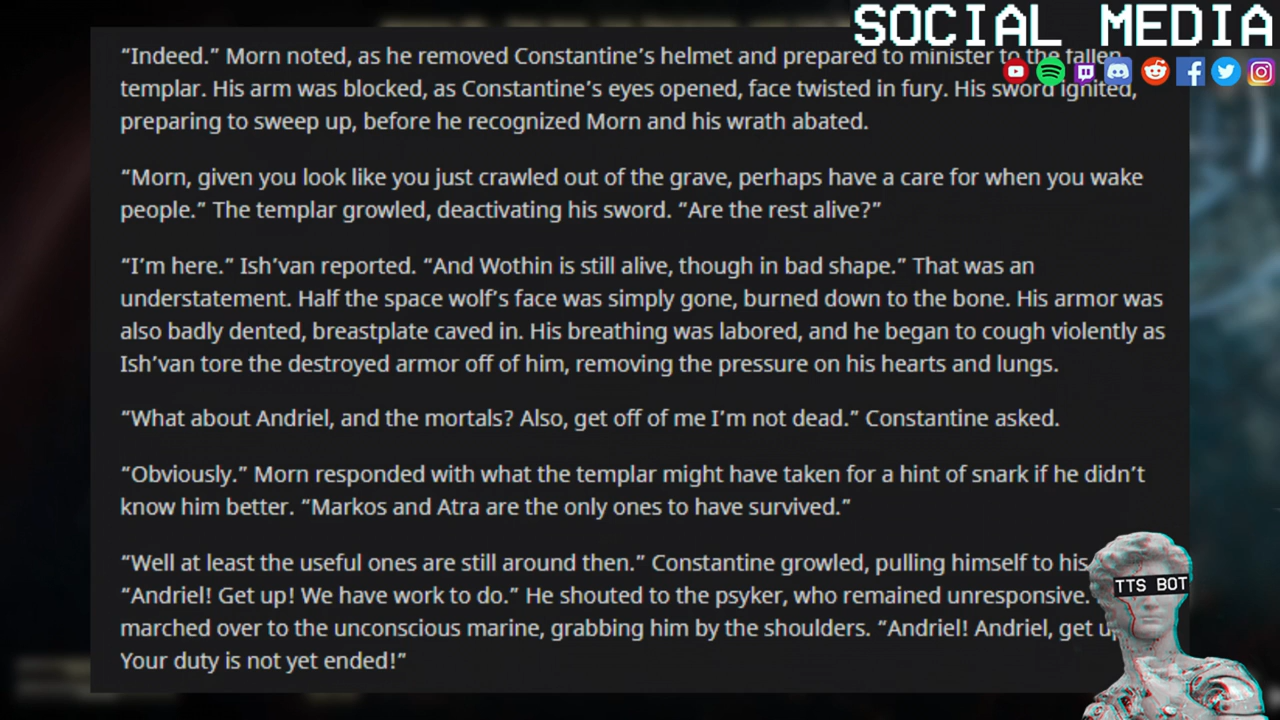 SOCIAL MEDIA
“Indeed.” Morn noted, as he removed Constantine’s helmet and prepared to minister to the fallen
templar. His arm was blocked, as Constantine’s eyes opened, face twisted in fury. His sword ignited,
preparing to sweep up, before he recognized Morn and his wrath abated.
“Morn, given you look like you just crawled out of the grave, perhaps have a care for when you wake
people.” The templar growled, deactivating his sword. “Are the rest alive?”
“I’m here.” Ish’van reported. “And Wothin is still alive, though in bad shape.” That was an
understatement. Half the space wolf’s face was simply gone, burned down to the bone. His armor was
also badly dented, breastplate caved in. His breathing was labored, and he began to cough violently as
Ish’van tore the destroyed armor off of him, removing the pressure on his hearts and lungs.
“What about Andriel, and the mortals? Also, get off of me I’m not dead.” Constantine asked.
“Obviously.” Morn responded with what the templar might have taken for a hint of snark if he didn’t
know him better. “Markos and Atra are the only ones to have survived.”
“Well at least the useful ones are still around then.” Constantine growled, pulling himself to his
“Andriel! Get up! We have work to do.” He shouted to the psyker, who remained unresponsive.
marched over to the unconscious marine, grabbing him by the shoulders. “Andriel! Andriel, get
Your duty is not yet ended!”
TTS BOT